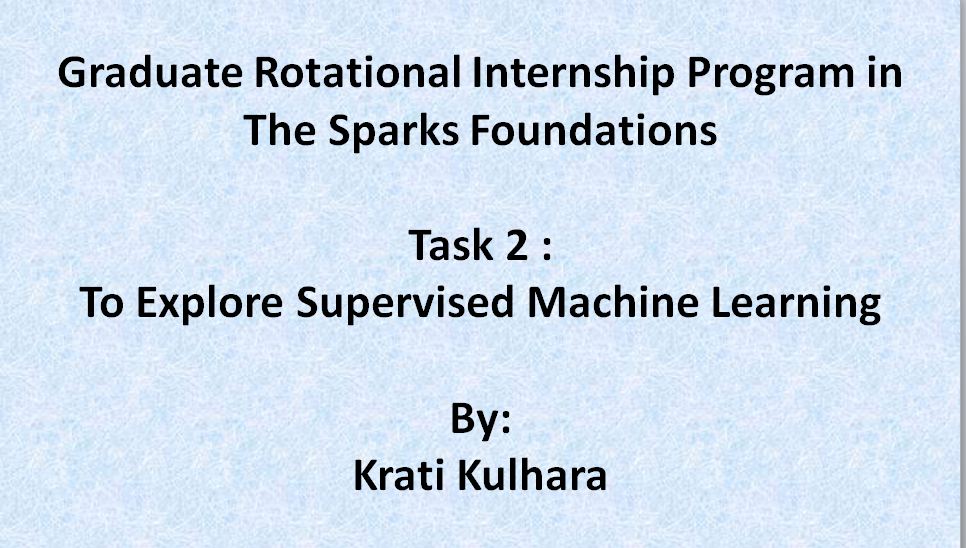 Graduate Rotational Internship Program in
The Sparks Foundations
Task 2 :
To Explore Supervised Machine Learning
By:
Krati Kulhara